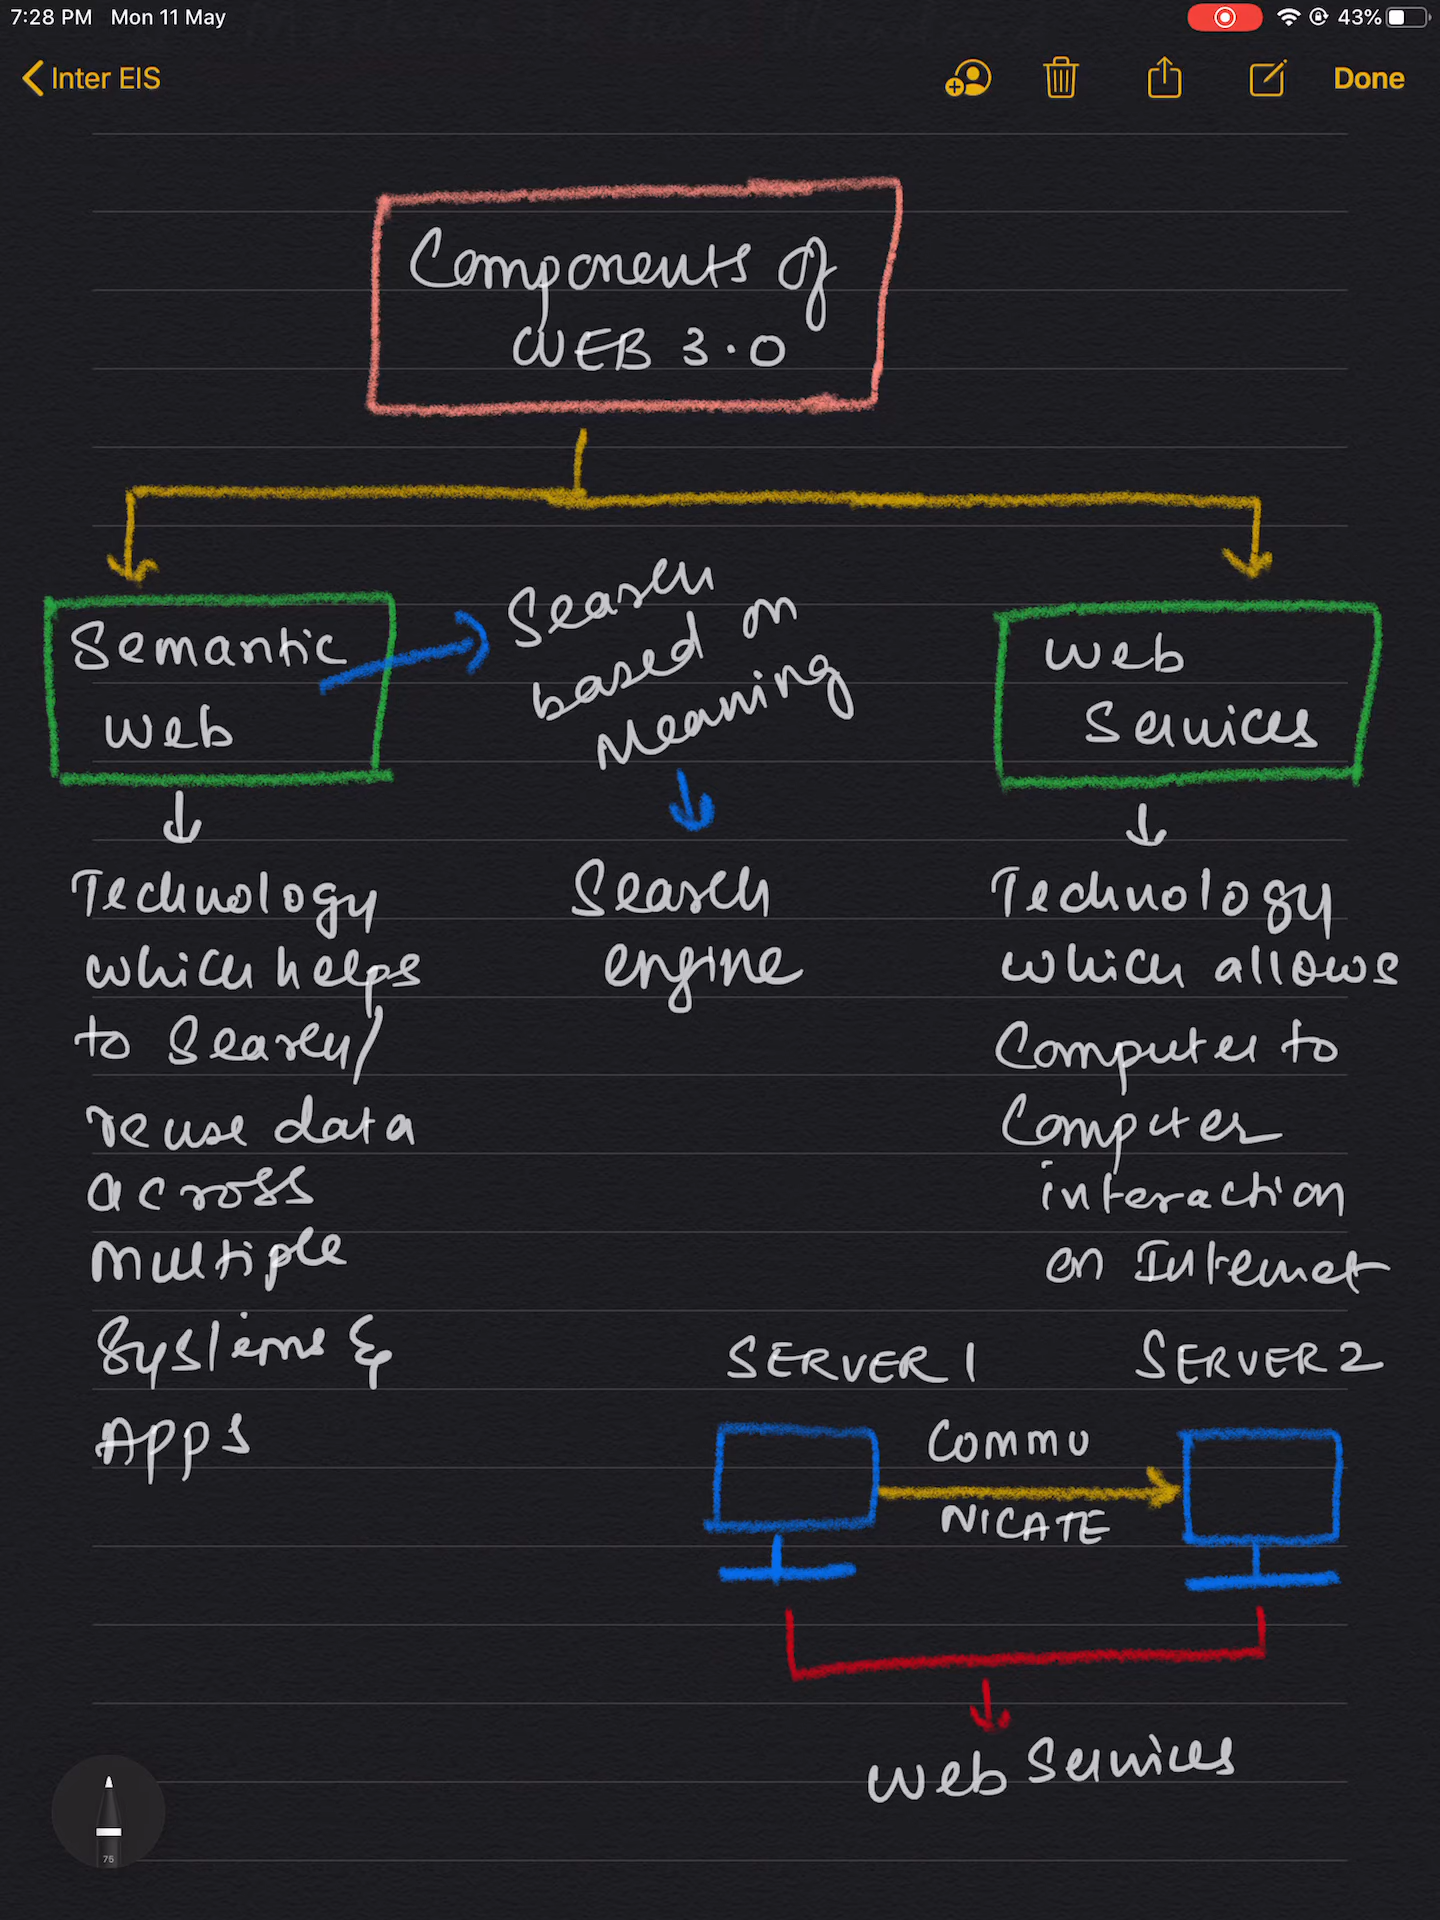 7:28 PM Mon 11 May
43%
Inter EIS
Done
Components of
WEB 3.0
Semantic
Web
Search
based on
Meaning
Search
engine
Web
Services
Technology
which helps
to Search/
reuse data
across
Multiple
Systems &
Apps
Technology
which allows
Computer to
Computer
interaction
on Internet
SERVER 1
SERVER 2
COMMU
NICATE
Web Services
75